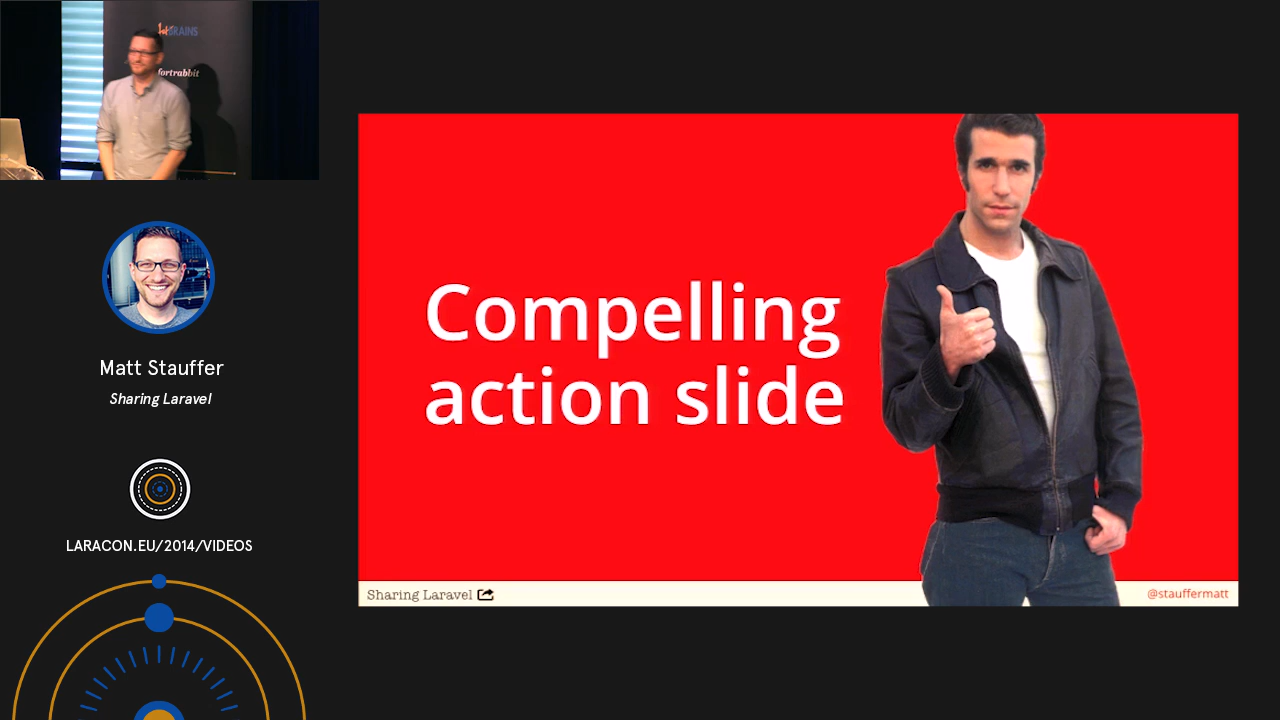 JetBRAINS
fortrabbit
Matt Stauffer
Sharing Laravel
LARACON.EU/2014/VIDEOS
Compelling
action slide
Sharing Laravel
@stauffermatt